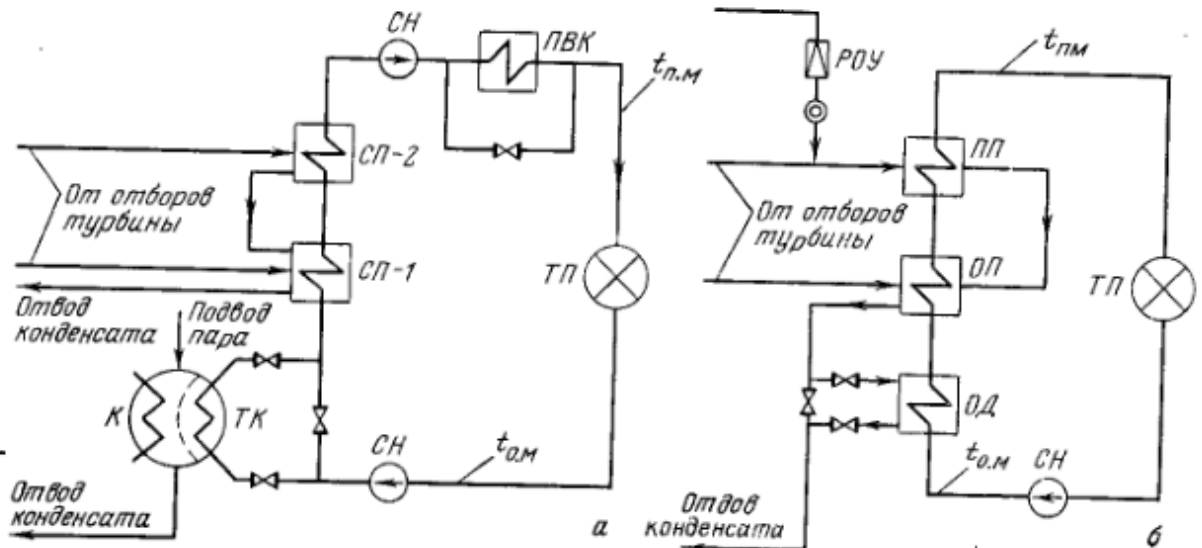 СН
ПВК
tп.м
СП-2
От отборов
турбины
СП-1
Отвод
конденсата
Подвод
пара
ТП
К
ТК
СН
tо.м
Отвод
конденсата
а
РОУ
tпм
ПП
От отборов
турбины
ОП
ТП
ОД
tо.м
СН
Отдов
конденсата
б